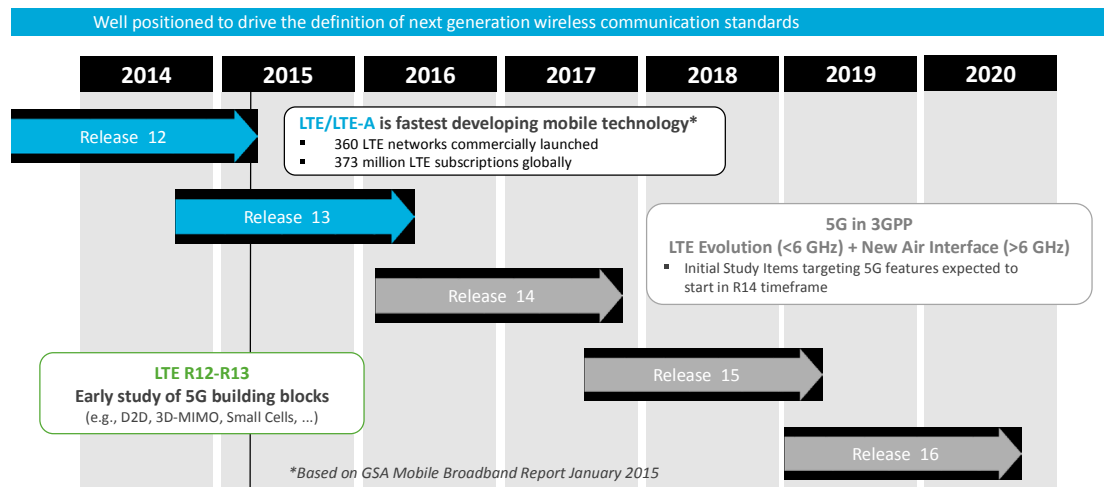 Well positioned to drive the definition of next generation wireless communication standards
2014 2015 2016 2017 2018 2019 2020
Release 12
LTE/LTE-A is fastest developing mobile technology*
▪ 360 LTE networks commercially launched
▪ 373 million LTE subscriptions globally
Release 13
5G in 3GPP
LTE Evolution (<6 GHz) + New Air Interface (>6 GHz)
▪ Initial Study Items targeting 5G features expected to
start in R14 timeframe
Release 14
LTE R12-R13
Early study of 5G building blocks
(e.g., D2D, 3D-MIMO, Small Cells, ...)
Release 15
Release 16
*Based on GSA Mobile Broadband Report January 2015